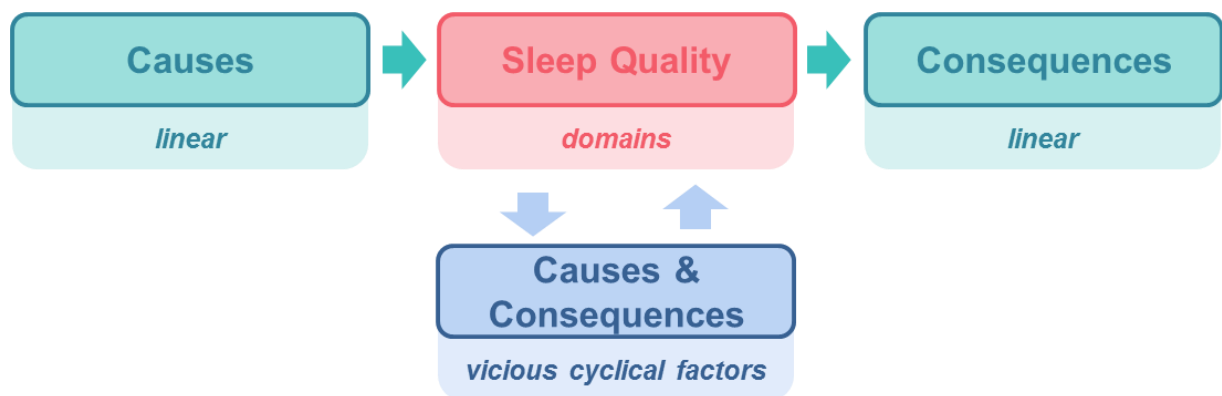 Causes
linear
Sleep Quality
domains
Consequences
linear
Causes &
Consequences
vicious cyclical factors